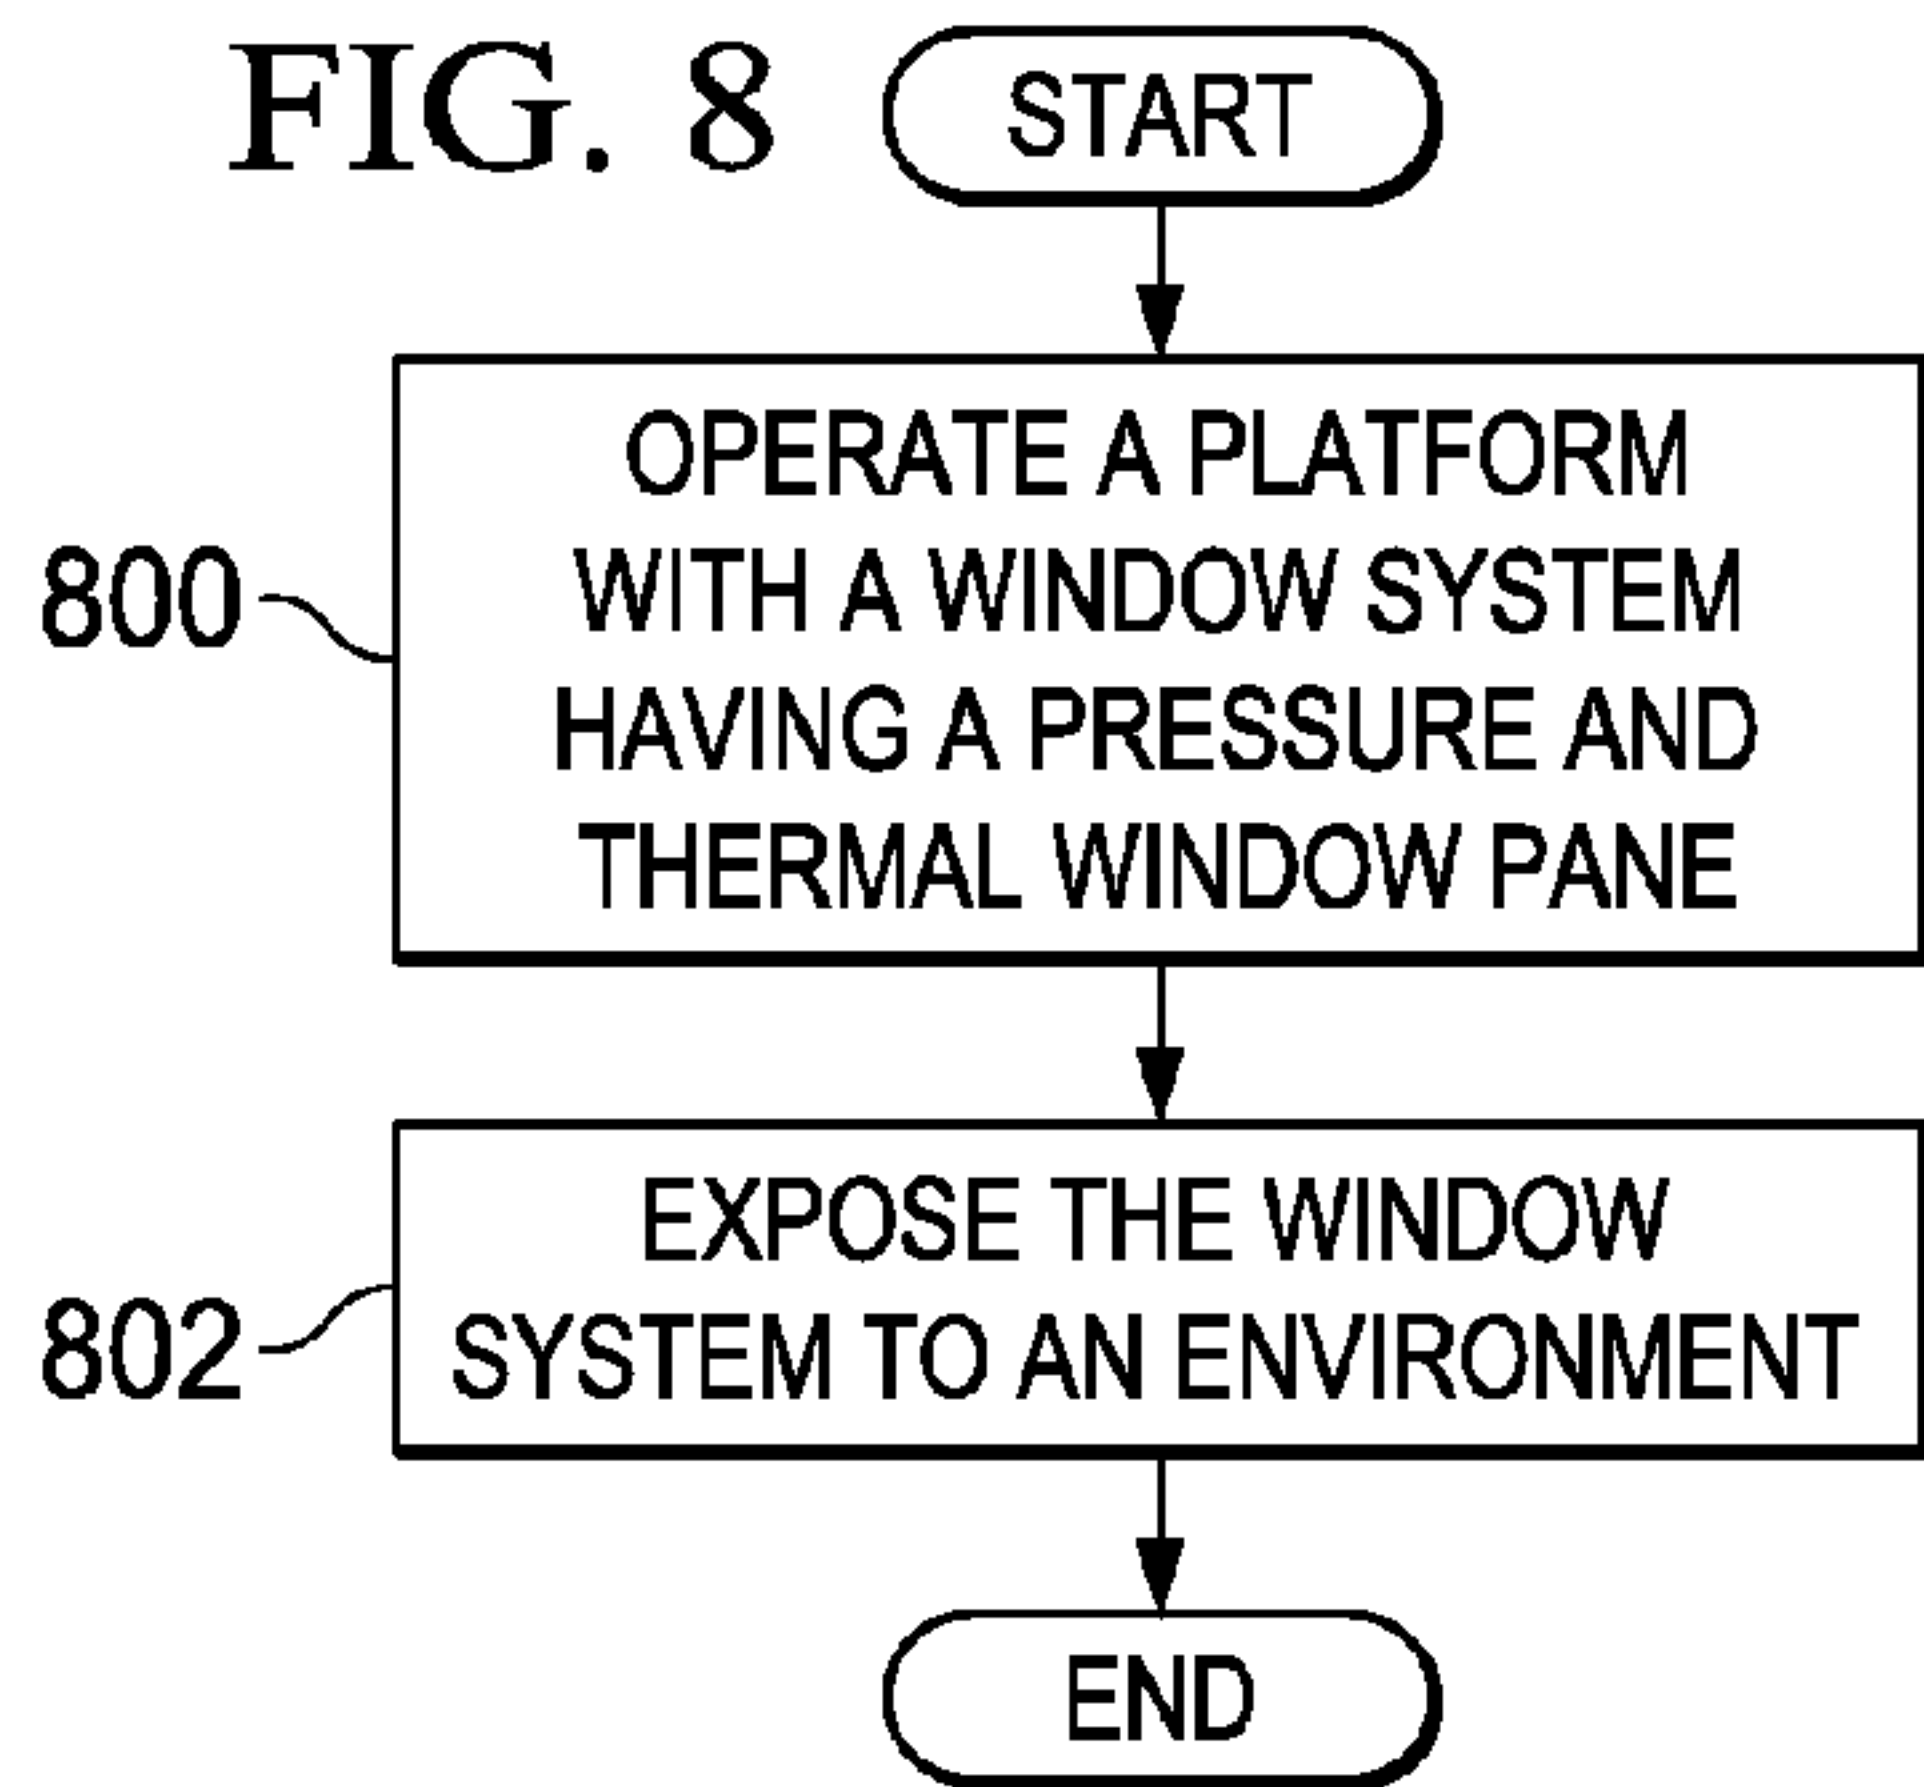 FIG. 8
START
OPERATE A PLATFORM
WITH A WINDOW SYSTEM
HAVING A PRESSURE AND
THERMAL WINDOW PANE
800
EXPOSE THE WINDOW
SYSTEM TO AN ENVIRONMENT
802
END